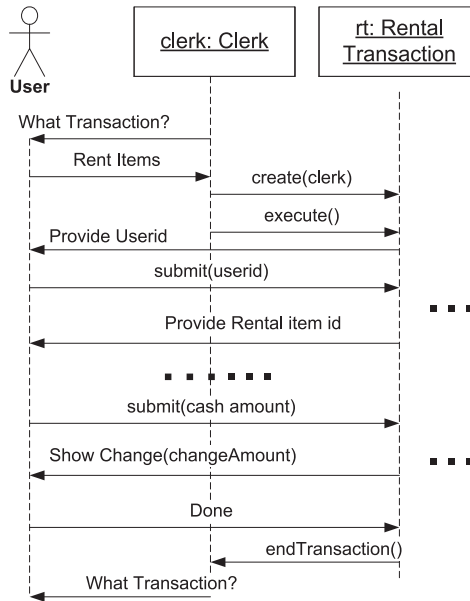 clerk: Clerk
rt: Rental
Transaction
User
What Transaction?
Rent Items
create(clerk)
execute()
Provide Userid
submit(userid)
Provide Rental item id
submit(cash amount)
Show Change(changeAmount)
Done
endTransaction()
What Transaction?